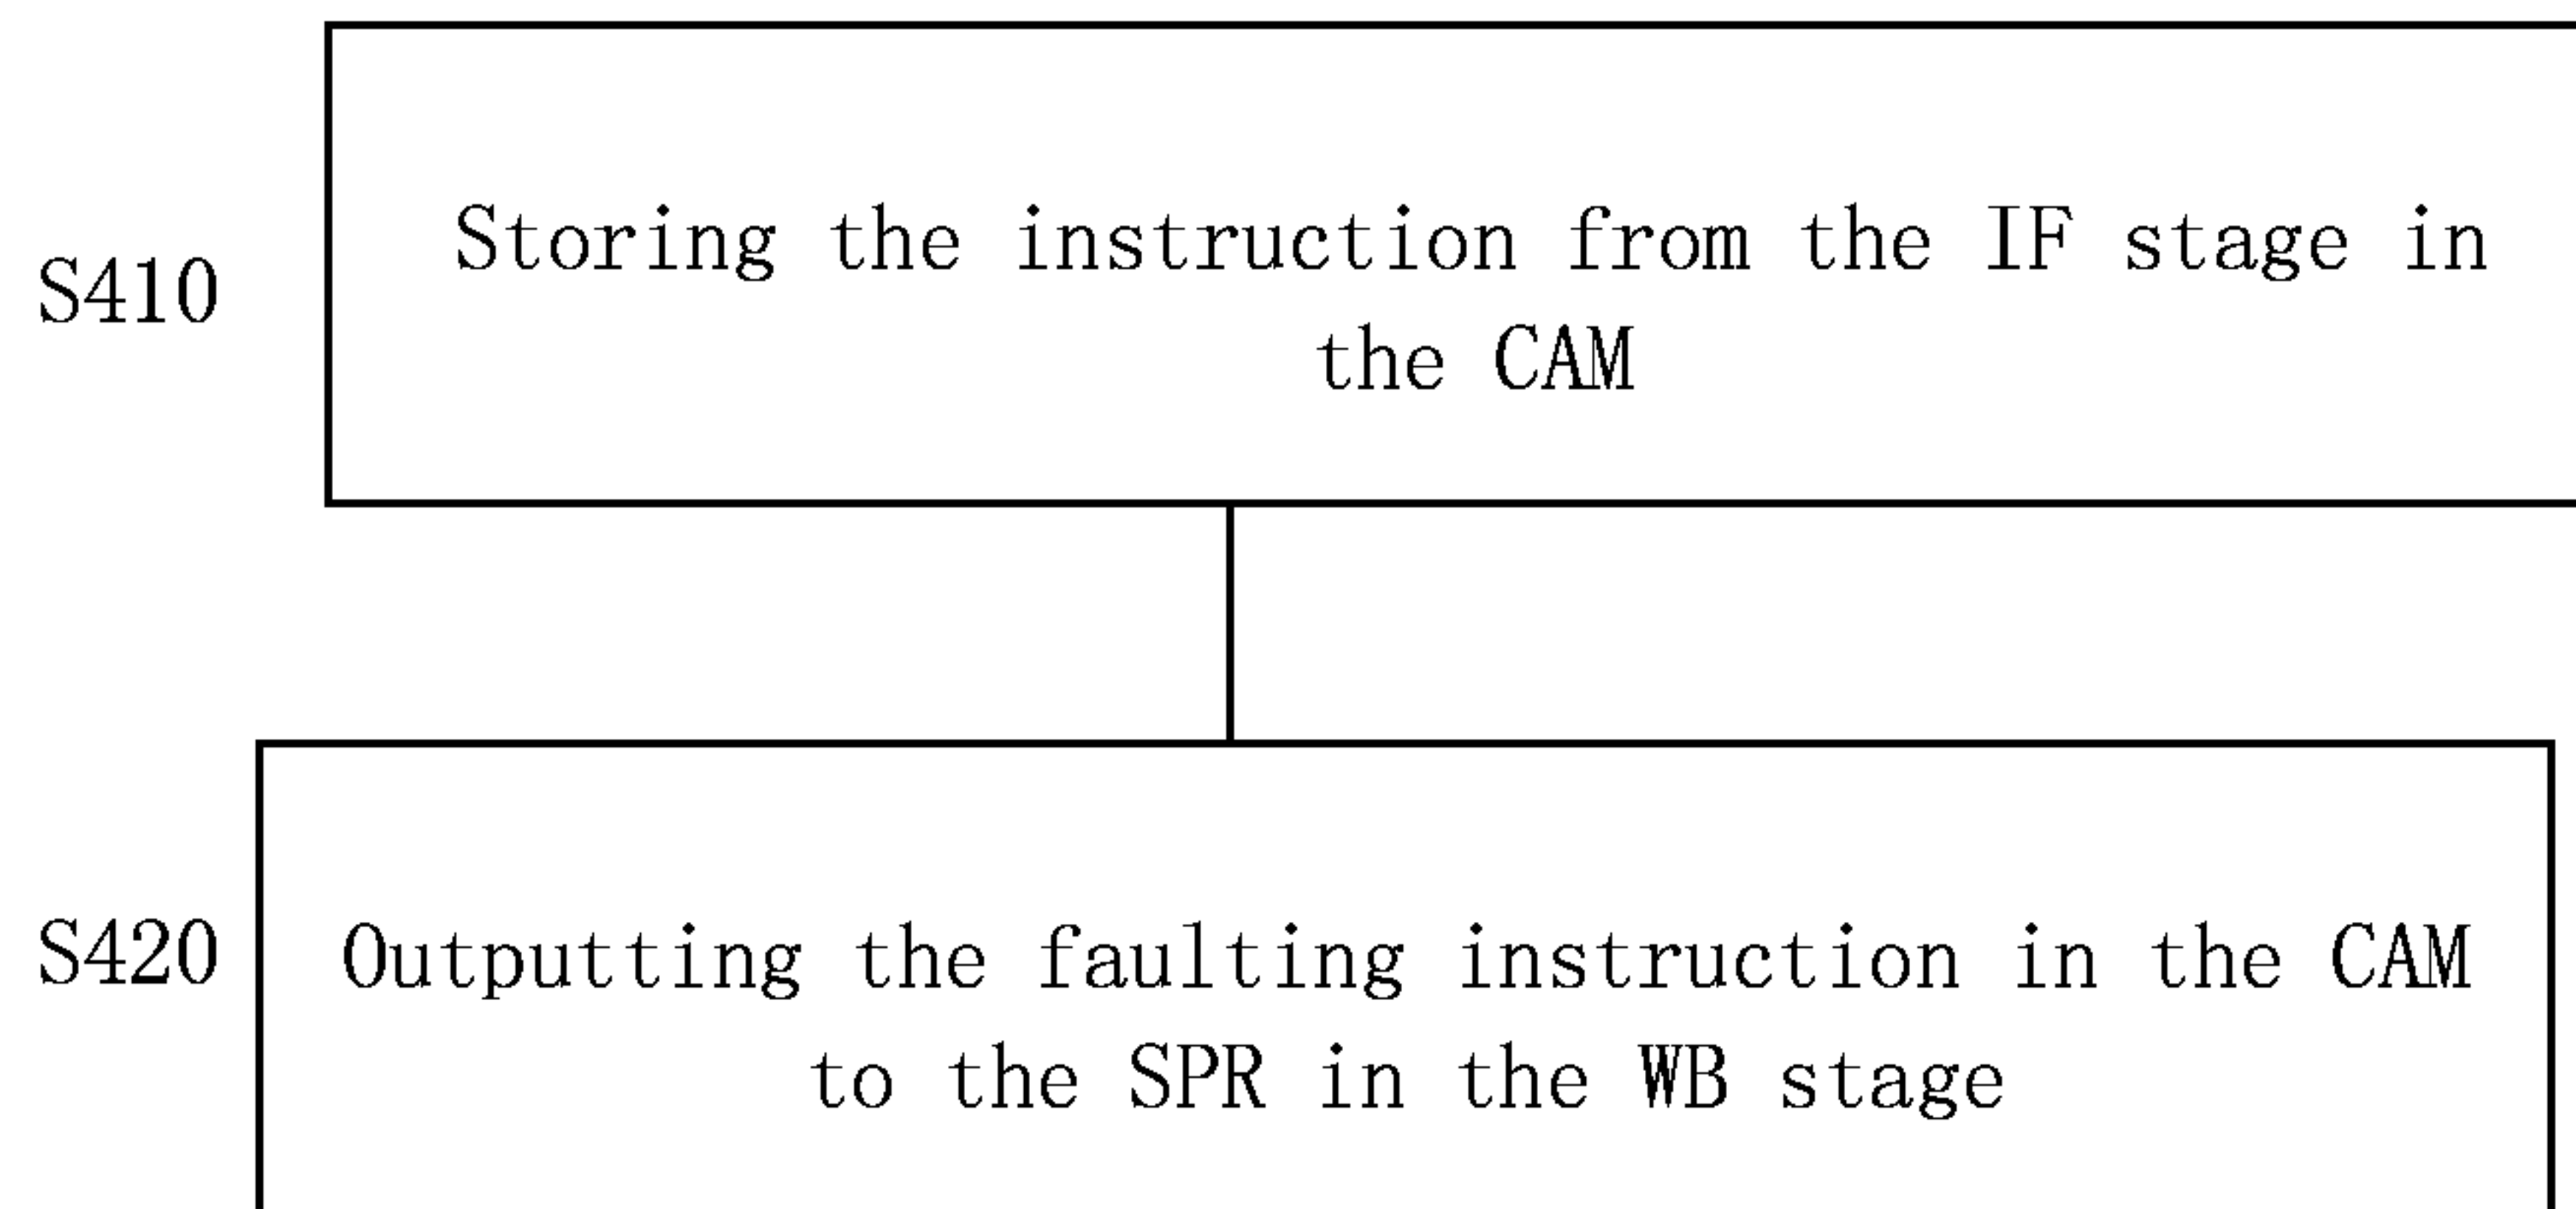 S410
Storing the instruction from the IF stage in
the CAM
S420
Outputting the faulting instruction in the CAM
to the SPR in the WB stage